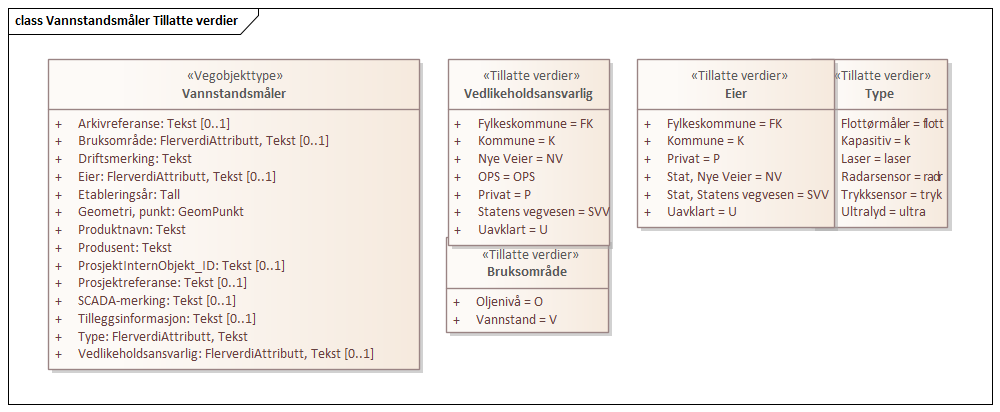 class Vannstandsmåler Tillatte verdier
«Vegobjekttype»
Vannstandsmåler
+ Arkivreferanse: Tekst [0..1]
+ Bruksområde: FlerverdiAttributt, Tekst [0..1]
+ Driftsmerking: Tekst
+ Eier: FlerverdiAttributt, Tekst [0..1]
+ Etableringsår: Tall
+ Geometri, punkt: GeomPunkt
+ Produktnavn: Tekst
+ Produsent: Tekst
+ ProsjektInternObjekt_ID: Tekst [0..1]
+ Prosjektreferanse: Tekst [0..1]
+ SCADA-merking: Tekst [0..1]
+ Tilleggsinformasjon: Tekst [0..1]
+ Type: FlerverdiAttributt, Tekst
+ Vedlikeholdsansvarlig: FlerverdiAttributt, Tekst [0..1]
«Tillatte verdier»
Vedlikeholdsansvarlig
+ Fylkeskommune = FK
+ Kommune = K
+ Nye Veier = NV
+ OPS = OPS
+ Privat = P
+ Statens vegvesen = SVV
+ Uavklart = U
«Tillatte verdier»
Bruksområde
+ Oljenivå = O
+ Vannstand = V
«Tillatte verdier»
Eier
+ Fylkeskommune = FK
+ Kommune = K
+ Privat = P
+ Stat, Nye Veier = NV
+ Stat, Statens vegvesen = SVV
+ Uavklart = U
«Tillatte verdier»
Type
Flottørmåler = flott
Kapasitiv = k
Laser = laser
Radarsensor = radr
Trykksensor = tryk
Ultralyd = ultra